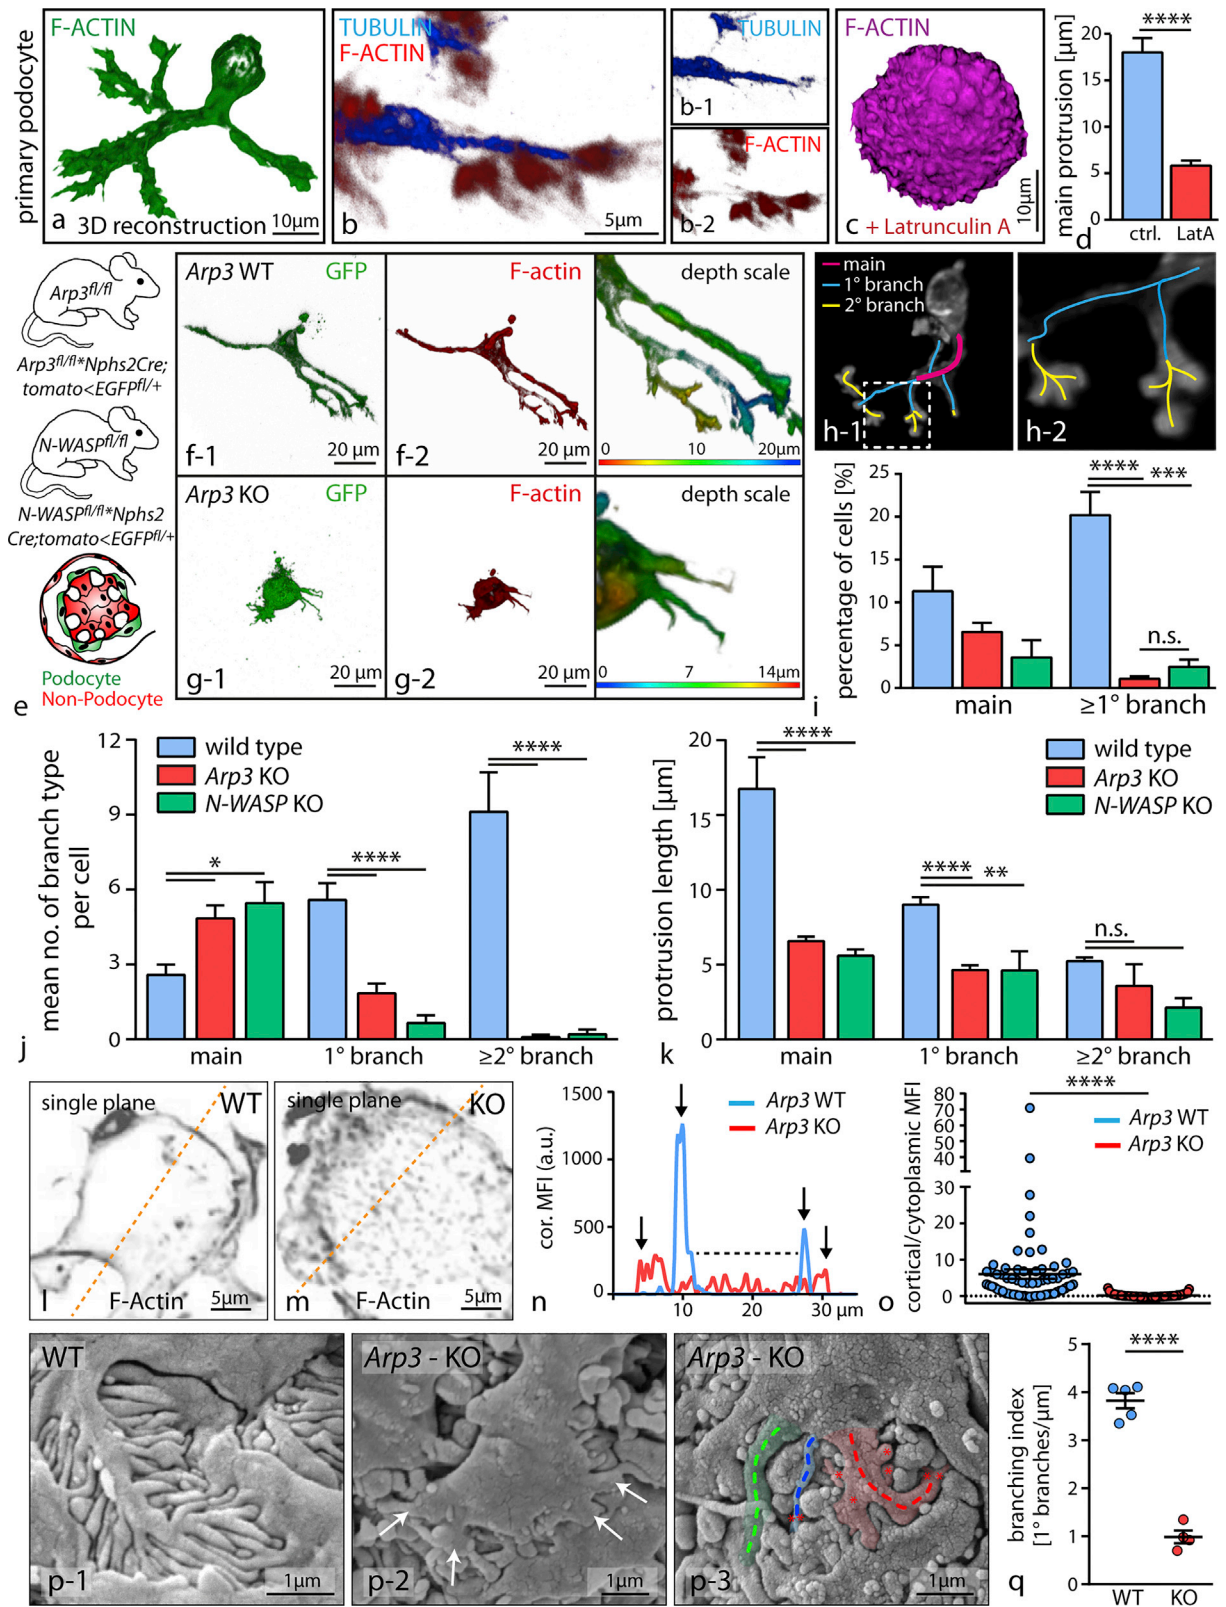 primary podocyte
F-ACTIN
a 3D reconstruction 10µm
TUBULIN
F-ACTIN
b 5µm
TUBULIN
b-1
F-ACTIN
b-2
F-ACTIN
c + Latrunculin A 10µm
main protrusion [µm]
20
15
10
5
0
****
ctrl. LatA
d
Arp3fl/fl
Arp3fl/fl*Nphs2Cre;
tomato<EGFPfl/+
N-WASPfl/fl
N-WASPfl/fl*Nphs2
Cre;tomato<EGFPfl/+
Podocyte
Non-Podocyte
e
Arp3 WT GFP
f-1 20 µm
F-actin
f-2 20 µm
depth scale
0 10 20µm
Arp3 KO GFP
g-1 20 µm
F-actin
g-2 20 µm
depth scale
0 7 14µm
main
1° branch
2° branch
h-1
h-2
percentage of cells [%]
25
20
15
10
5
0
**** ***
n.s.
main ≥1° branch
i
mean no. of branch type
per cell
12
9
6
3
0
wild type
Arp3 KO
N-WASP KO
*
****
****
main 1° branch ≥2° branch
j
protrusion length [µm]
20
15
10
5
0
wild type
Arp3 KO
N-WASP KO
****
**** **
n.s.
main 1° branch ≥2° branch
k
single plane WT
l F-Actin 5µm
single plane KO
m F-Actin 5µm
cor. MFI (a.u.)
1500
1000
500
0
Arp3 WT
Arp3 KO
10 20 30 µm
n
cortical/cytoplasmic MFI
80
70
60
50
40
30
20
10
0
****
Arp3 WT
Arp3 KO
o
WT
p-1 1µm
Arp3 - KO
p-2 1µm
Arp3 - KO
p-3 1µm
branching index
[1° branches/µm]
5
4
3
2
1
0
****
WT KO
q